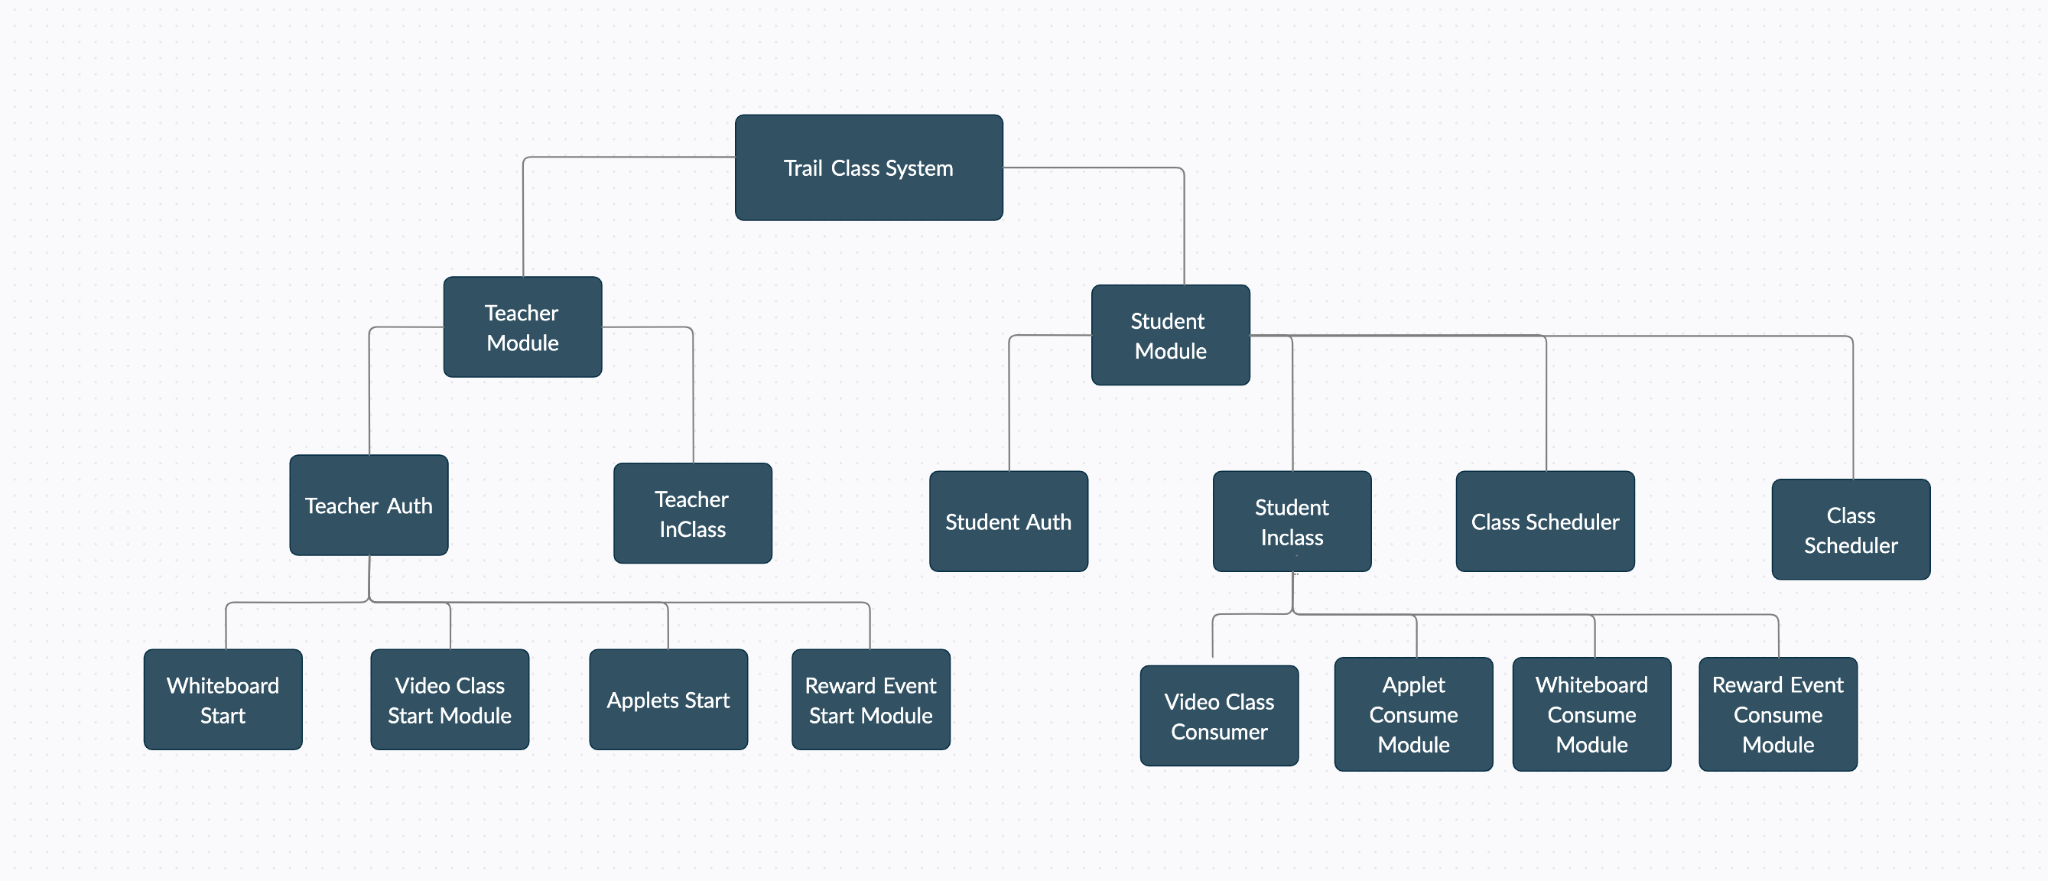 Trail Class System
Teacher
Module
Student
Module
Teacher Auth
Teacher
InClass
Student Auth
Student
Inclass
Class Scheduler
Class
Scheduler
Whiteboard
Start
Video Class
Start Module
Applets Start
Reward Event
Start Module
Video Class
Consumer
Applet
Consume
Module
Whiteboard
Consume
Module
Reward Event
Consume
Module